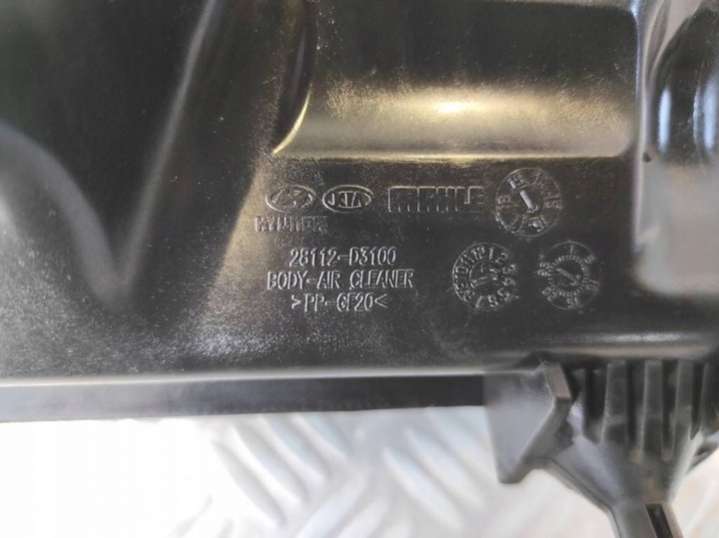 KIA MAHLE
HYUNDAI
28112-D3100
BODY-AIR CLEANER
>PP-GF20<